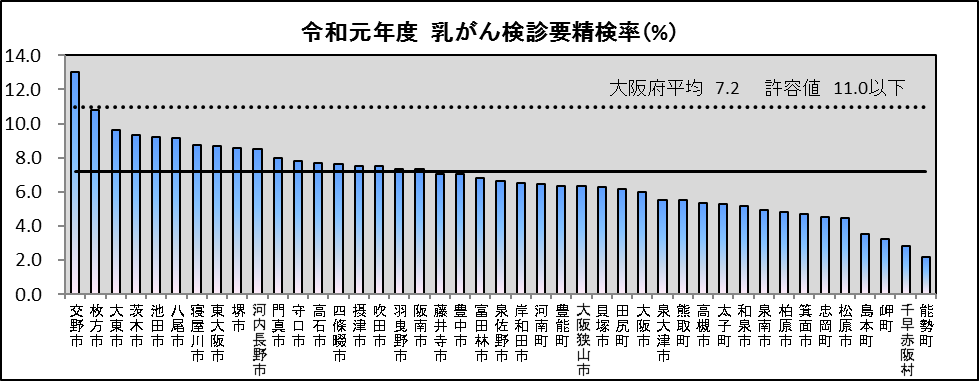 令和元年度 乳がん検診要精検率(%)
14.0
12.0
10.0
8.0
6.0
4.0
2.0
0.0
大阪府平均 7.2 許容値 11.0以下
交野市
枚方市
大東市
茨木市
池田市
八尾市
寝屋川市
東大阪市
堺市
河内長野市
門真市
守口市
高石市
四條畷市
摂津市
吹田市
羽曳野市
阪南市
藤井寺市
豊中市
富田林市
泉佐野市
岸和田市
河南町
豊能町
大阪狭山市
貝塚市
田尻町
大阪市
泉大津市
熊取町
高槻市
太子町
和泉市
泉南市
柏原市
箕面市
忠岡町
松原市
島本町
岬町
千早赤阪村
能勢町